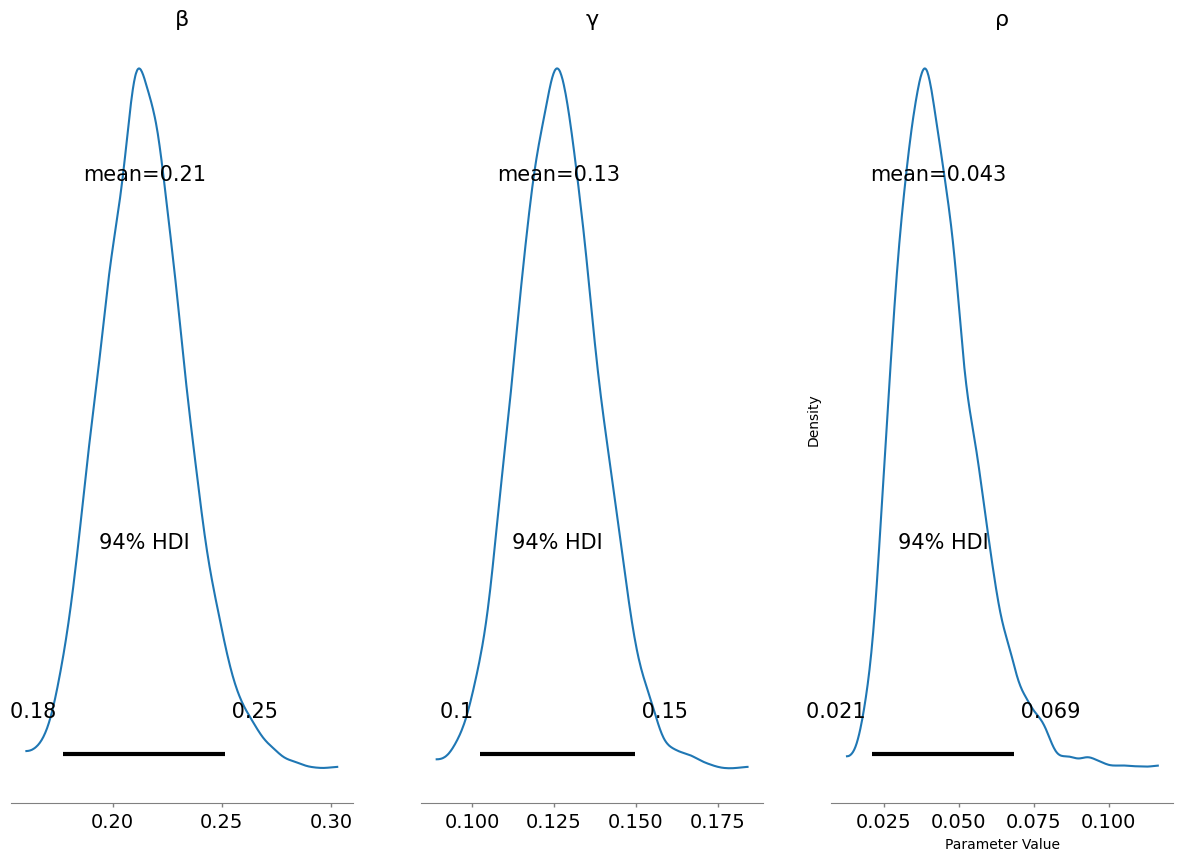 β
mean=0.21
94% HDI
0.18
0.25
0.20
0.25
0.30
γ
mean=0.13
94% HDI
0.1
0.15
0.100
0.125
0.150
0.175
ρ
mean=0.043
Density
94% HDI
0.021
0.069
0.025
0.050
0.075
0.100
Parameter Value